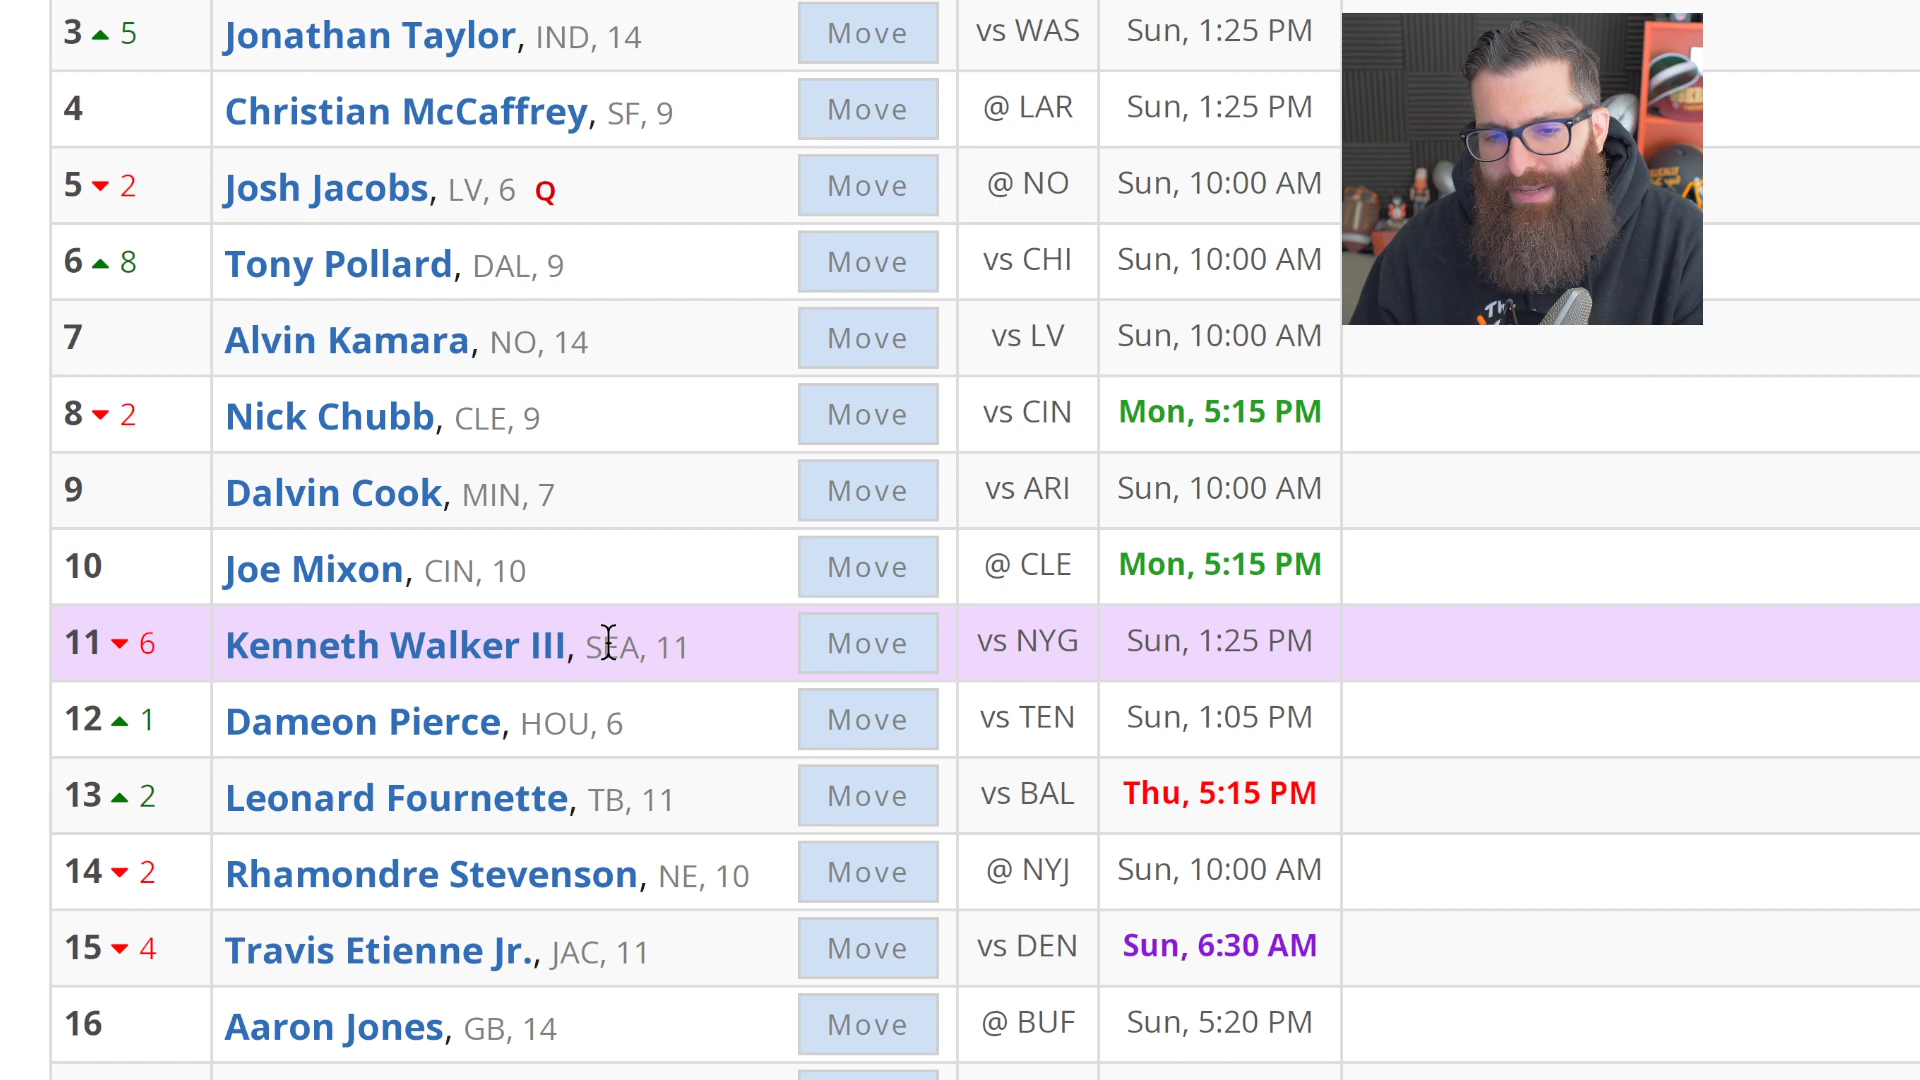 3 ▲ 5 Jonathan Taylor, IND, 14 Move vs WAS Sun, 1:25 PM
4 Christian McCaffrey, SF, 9 Move @ LAR Sun, 1:25 PM
5 ▼ 2 Josh Jacobs, LV, 6 Q Move @ NO Sun, 10:00 AM
6 ▲ 8 Tony Pollard, DAL, 9 Move vs CHI Sun, 10:00 AM
7 Alvin Kamara, NO, 14 Move vs LV Sun, 10:00 AM
8 ▼ 2 Nick Chubb, CLE, 9 Move vs CIN Mon, 5:15 PM
9 Dalvin Cook, MIN, 7 Move vs ARI Sun, 10:00 AM
10 Joe Mixon, CIN, 10 Move @ CLE Mon, 5:15 PM
11 ▼ 6 Kenneth Walker III, SEA, 11 Move vs NYG Sun, 1:25 PM
12 ▲ 1 Dameon Pierce, HOU, 6 Move vs TEN Sun, 1:05 PM
13 ▲ 2 Leonard Fournette, TB, 11 Move vs BAL Thu, 5:15 PM
14 ▼ 2 Rhamondre Stevenson, NE, 10 Move @ NYJ Sun, 10:00 AM
15 ▼ 4 Travis Etienne Jr., JAC, 11 Move vs DEN Sun, 6:30 AM
16 Aaron Jones, GB, 14 Move @ BUF Sun, 5:20 PM